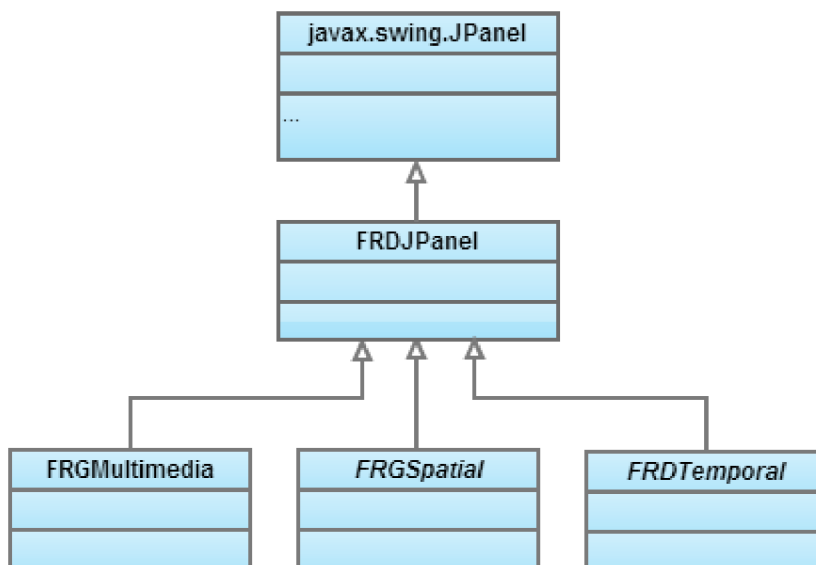 javax.swing.JPanel
...
FRDJPanel
FRGMultimedia
FRGSpatial
FRDTemporal